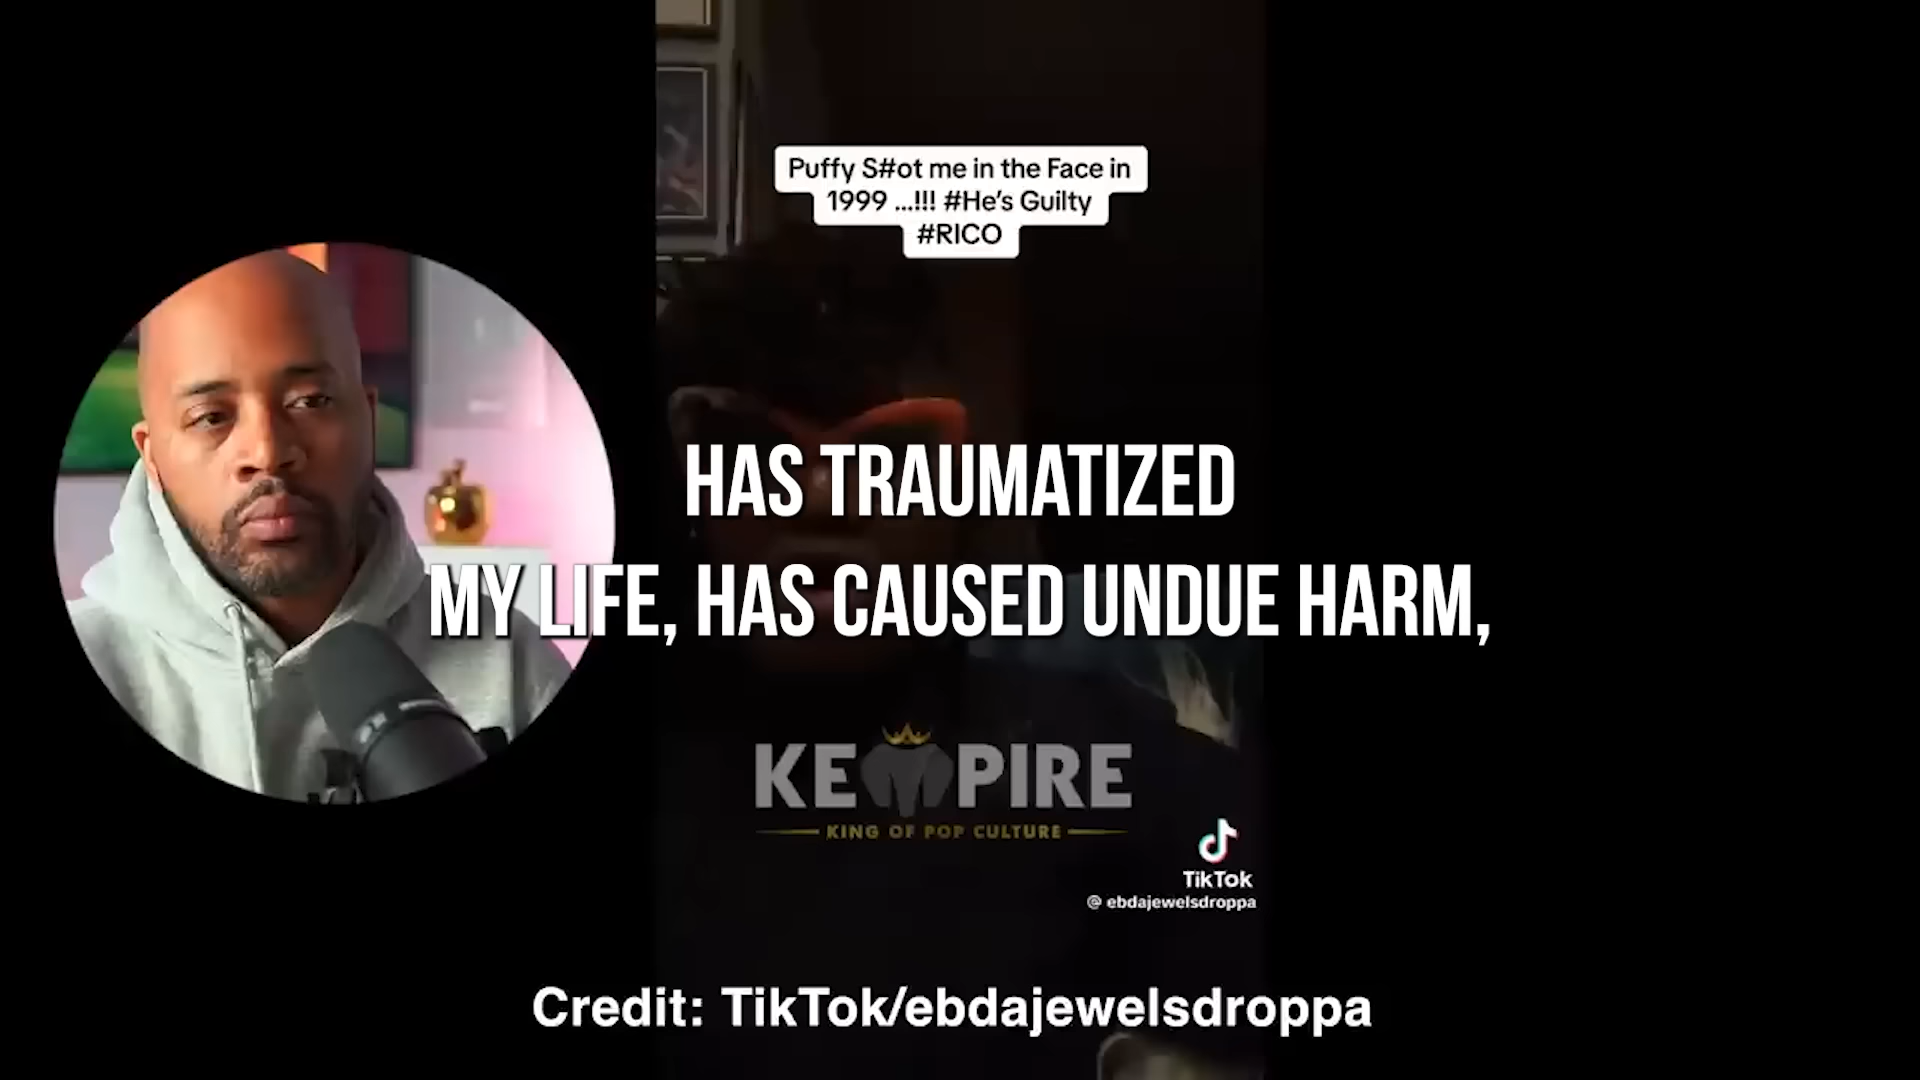 Puffy S#ot me in the Face in
1999 ...!!! #He's Guilty
#RICO
HAS TRAUMATIZED
MY LIFE, HAS CAUSED UNDUE HARM,
KEMPIRE
KING OF POP CULTURE
TikTok
@ ebdajewelsdroppa
Credit: TikTok/ebdajewelsdroppa